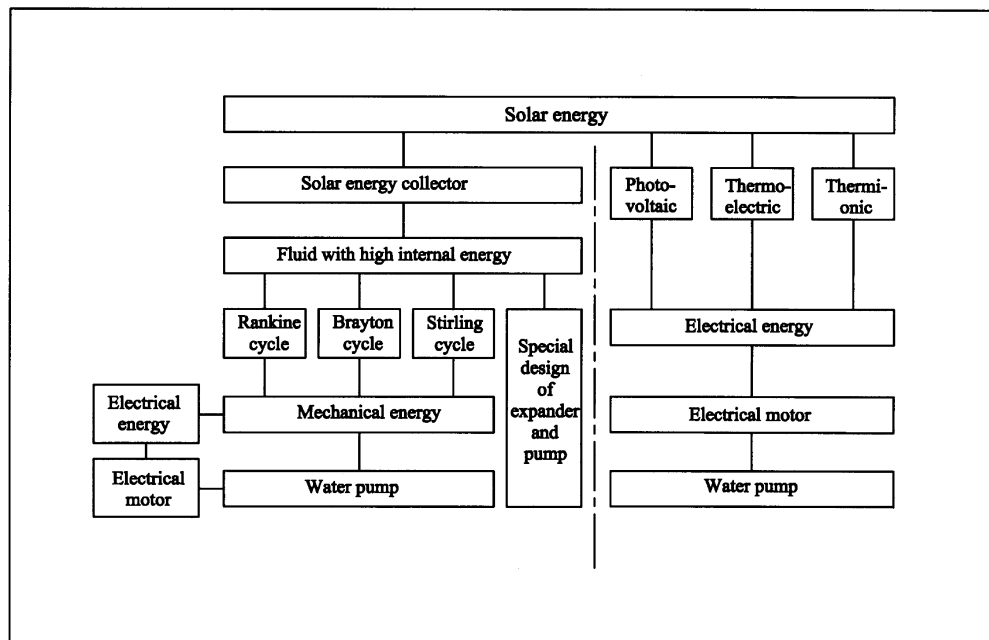 Solar energy
Solar energy collector
Fluid with high internal energy
Rankine
cycle
Brayton
cycle
Stirling
cycle
Special
design
of
expander
and
pump
Mechanical energy
Electrical
energy
Electrical
motor
Water pump
Photo-
voltaic
Thermo-
electric
Thermi-
onic
Electrical energy
Electrical motor
Water pump